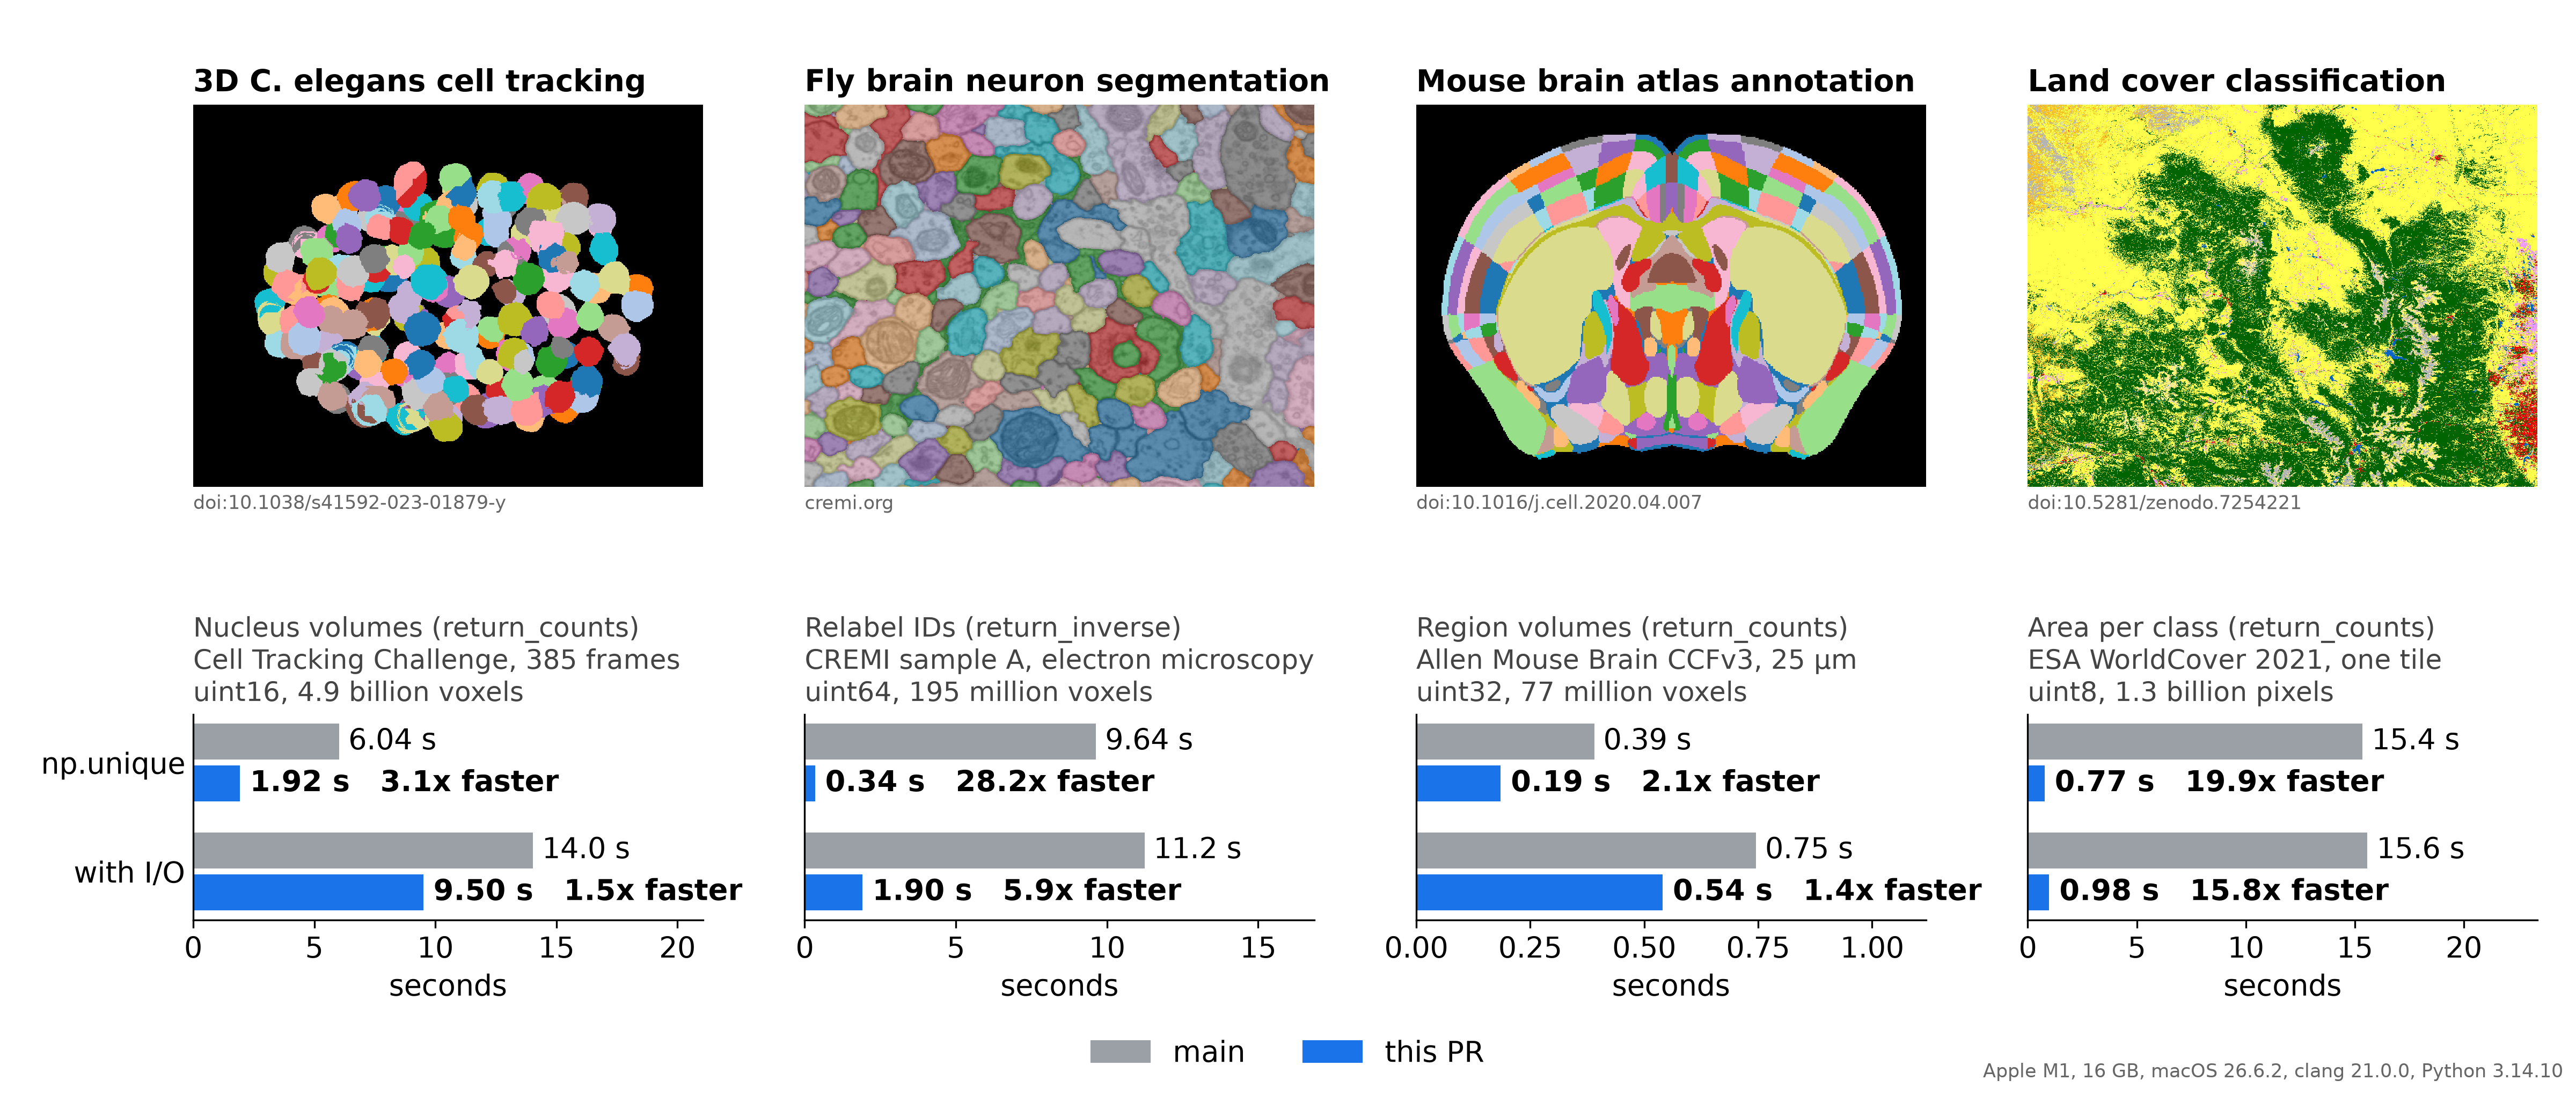 3D C. elegans cell tracking
Fly brain neuron segmentation
Mouse brain atlas annotation
Land cover classification
doi:10.1038/s41592-023-01879-y
cremi.org
doi:10.1016/j.cell.2020.04.007
doi:10.5281/zenodo.7254221
Nucleus volumes (return_counts)
Cell Tracking Challenge, 385 frames
uint16, 4.9 billion voxels
np.unique
6.04 s
1.92 s 3.1x faster
with I/O
14.0 s
9.50 s 1.5x faster
0 5 10 15 20
seconds
Relabel IDs (return_inverse)
CREMI sample A, electron microscopy
uint64, 195 million voxels
9.64 s
0.34 s 28.2x faster
11.2 s
1.90 s 5.9x faster
0 5 10 15
seconds
Region volumes (return_counts)
Allen Mouse Brain CCFv3, 25 µm
uint32, 77 million voxels
0.39 s
0.19 s 2.1x faster
0.75 s
0.54 s 1.4x faster
0.00 0.25 0.50 0.75 1.00
seconds
Area per class (return_counts)
ESA WorldCover 2021, one tile
uint8, 1.3 billion pixels
15.4 s
0.77 s 19.9x faster
15.6 s
0.98 s 15.8x faster
0 5 10 15 20
seconds
main
this PR
Apple M1, 16 GB, macOS 26.6.2, clang 21.0.0, Python 3.14.10